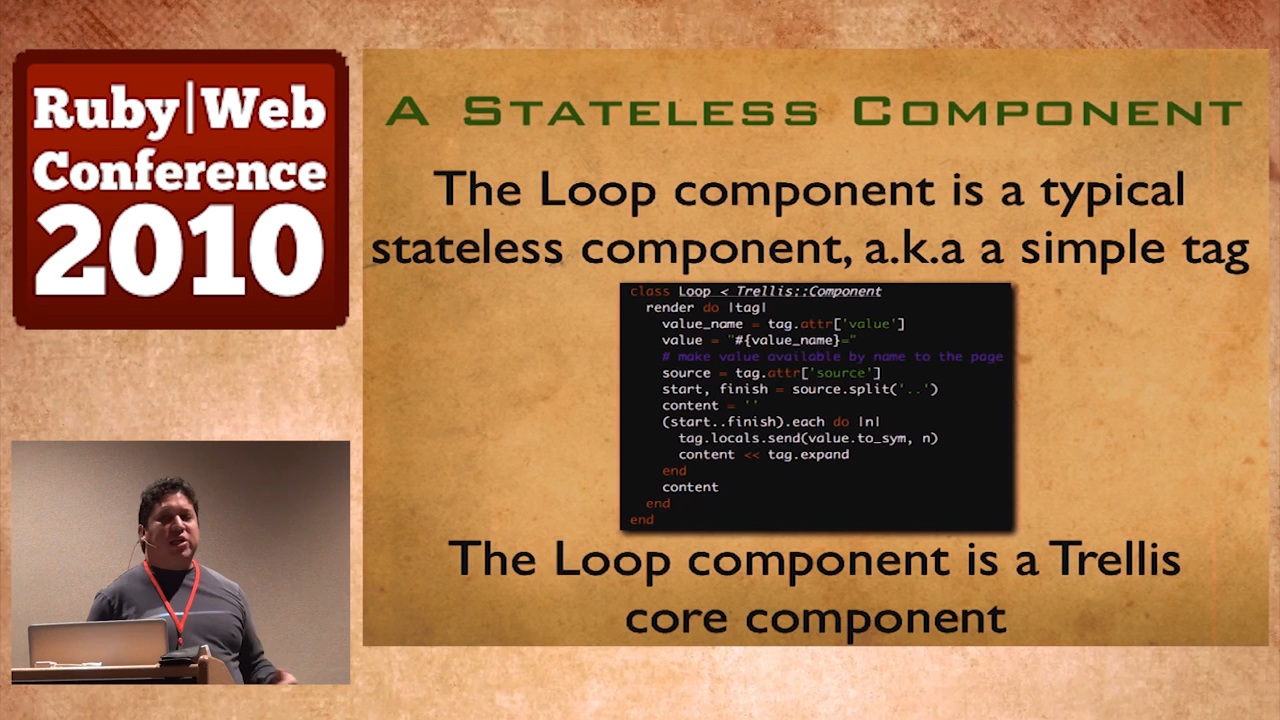 Ruby|Web
Conference
2010
A STATELESS COMPONENT
The Loop component is a typical
stateless component, a.k.a a simple tag
class Loop < Trellis::Component
render do |tag|
value_name = tag.attr['value']
value = "#{value_name}="
# make value available by name to the page
source = tag.attr['source']
start, finish = source.split('..')
content = ''
(start..finish).each do |n|
tag.locals.send(value.to_sym, n)
content << tag.expand
end
content
end
end
The Loop component is a Trellis
core component